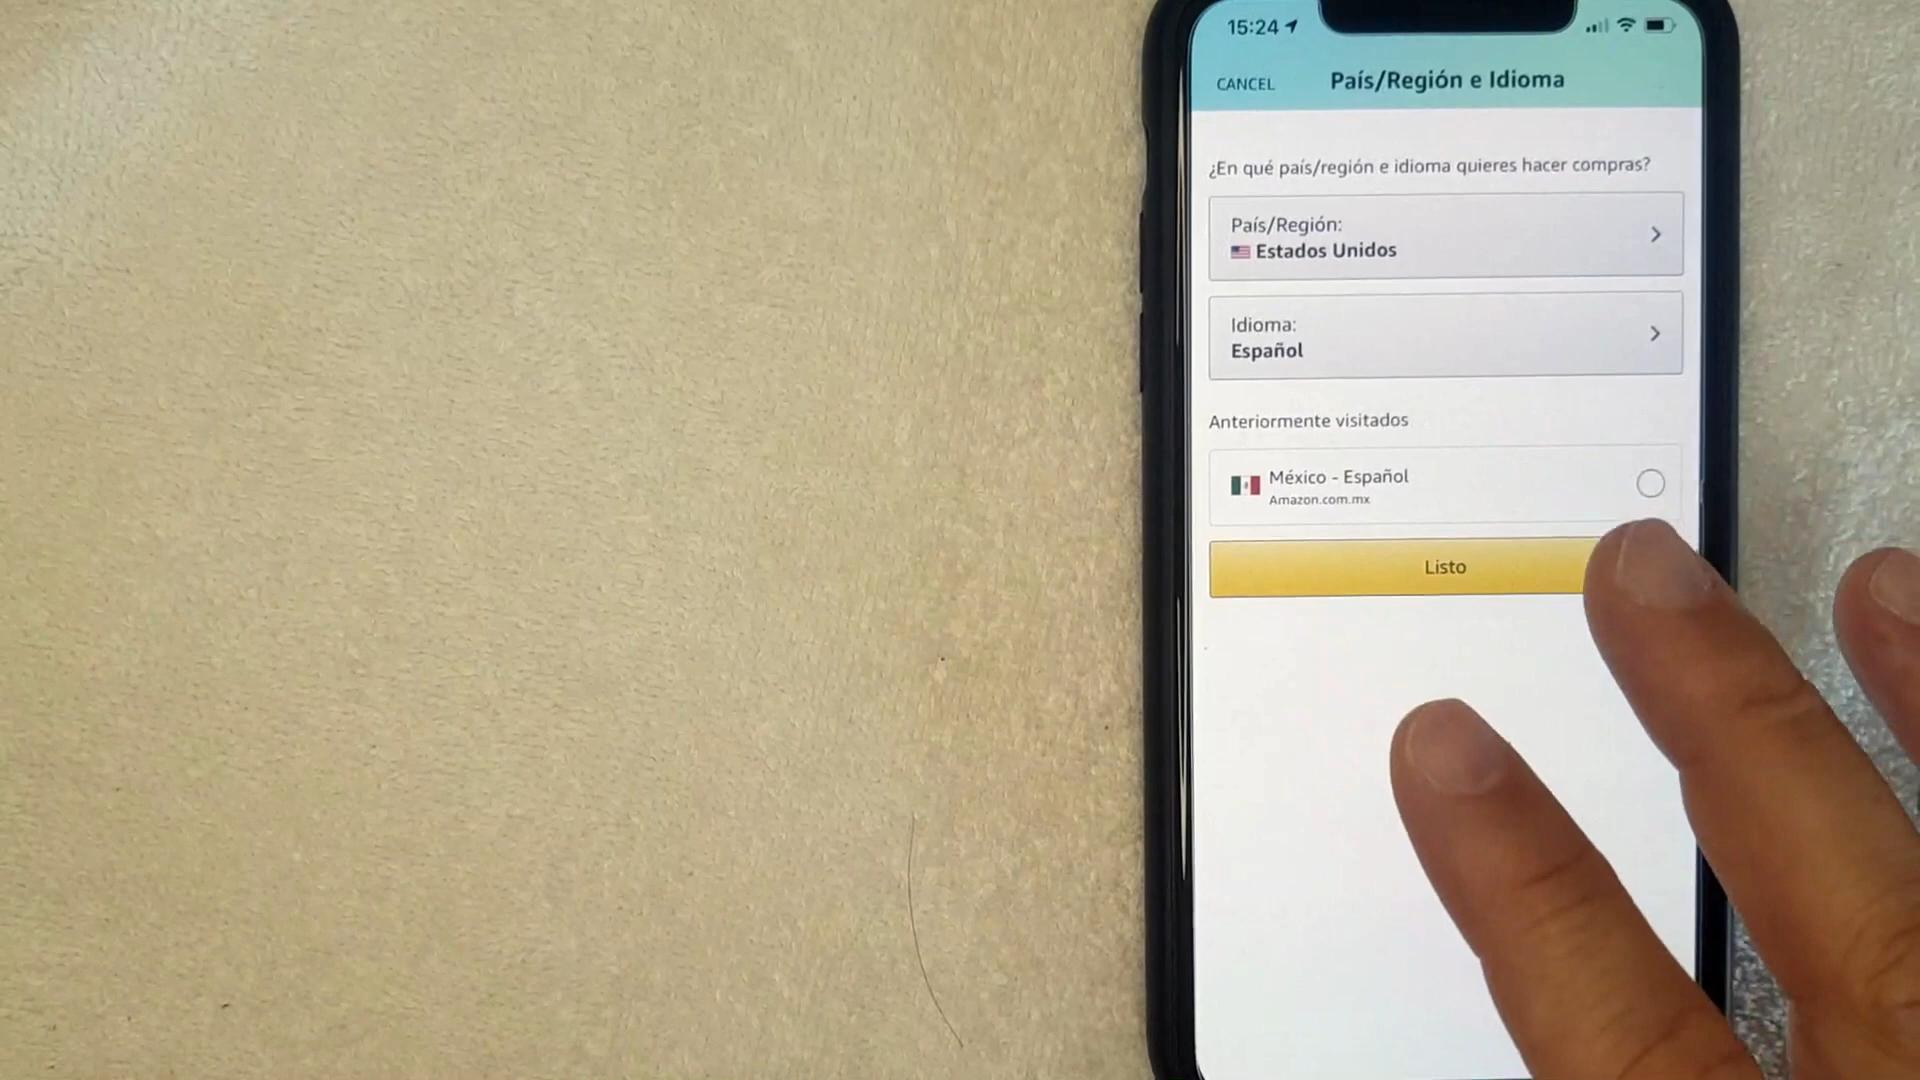 15:24
CANCEL
País/Región e Idioma
¿En qué país/región e idioma quieres hacer compras?
País/Región:
Estados Unidos
Idioma:
Español
Anteriormente visitados
México - Español
Amazon.com.mx
Listo